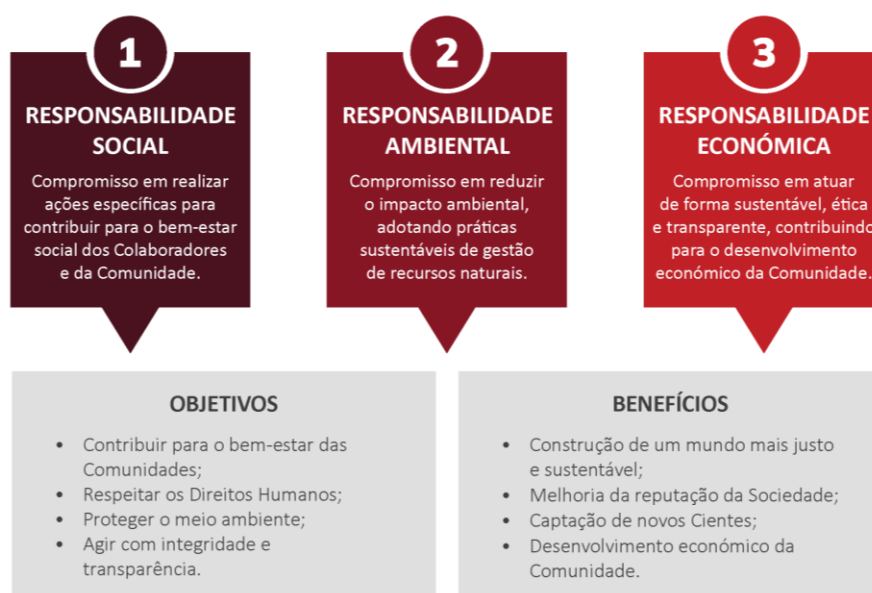 1
RESPONSABILIDADE
SOCIAL
Compromisso em realizar
ações específicas para
contribuir para o bem-estar
social dos Colaboradores
e da Comunidade.
2
RESPONSABILIDADE
AMBIENTAL
Compromisso em reduzir
o impacto ambiental,
adotando práticas
sustentáveis de gestão
de recursos naturais.
3
RESPONSABILIDADE
ECONÓMICA
Compromisso em atuar
de forma sustentável, ética
e transparente, contribuindo
para o desenvolvimento
económico da Comunidade.
OBJETIVOS
• Contribuir para o bem-estar das
Comunidades;
• Respeitar os Direitos Humanos;
• Proteger o meio ambiente;
• Agir com integridade e
transparência.
BENEFÍCIOS
• Construção de um mundo mais justo
e sustentável;
• Melhoria da reputação da Sociedade;
• Captação de novos Cientes;
• Desenvolvimento económico da
Comunidade.